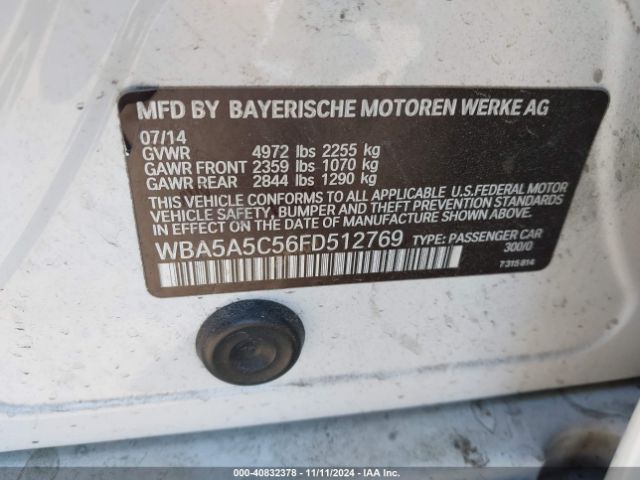 MFD BY BAYERISCHE MOTOREN WERKE AG
07/14
GVWR 4972 lbs 2255 kg
GAWR FRONT 2359 lbs 1070 kg
GAWR REAR 2844 lbs 1290 kg
THIS VEHICLE CONFORMS TO ALL APPLICABLE U.S.FEDERAL MOTOR
VEHICLE SAFETY, BUMPER AND THEFT PREVENTION STANDARDS
IN EFFECT ON THE DATE OF MANUFACTURE SHOWN ABOVE.
WBA5A5C56FD512769 TYPE: PASSENGER CAR
300/0
7 315 814
000-40832378 - 11/11/2024 - IAA Inc.